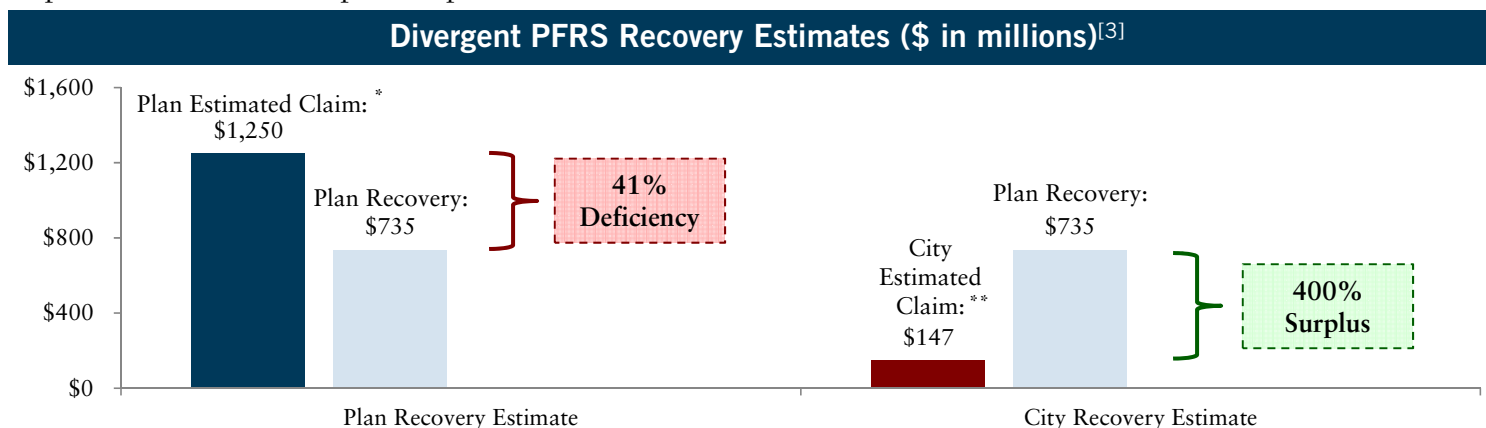 Divergent PFRS Recovery Estimates ($ in millions)[3]
$1,600
$1,200
$800
$400
$0
Plan Estimated Claim: *
$1,250
Plan Recovery:
$735
41%
Deficiency
City
Estimated
Claim: **
$147
Plan Recovery:
$735
400%
Surplus
Plan Recovery Estimate
City Recovery Estimate